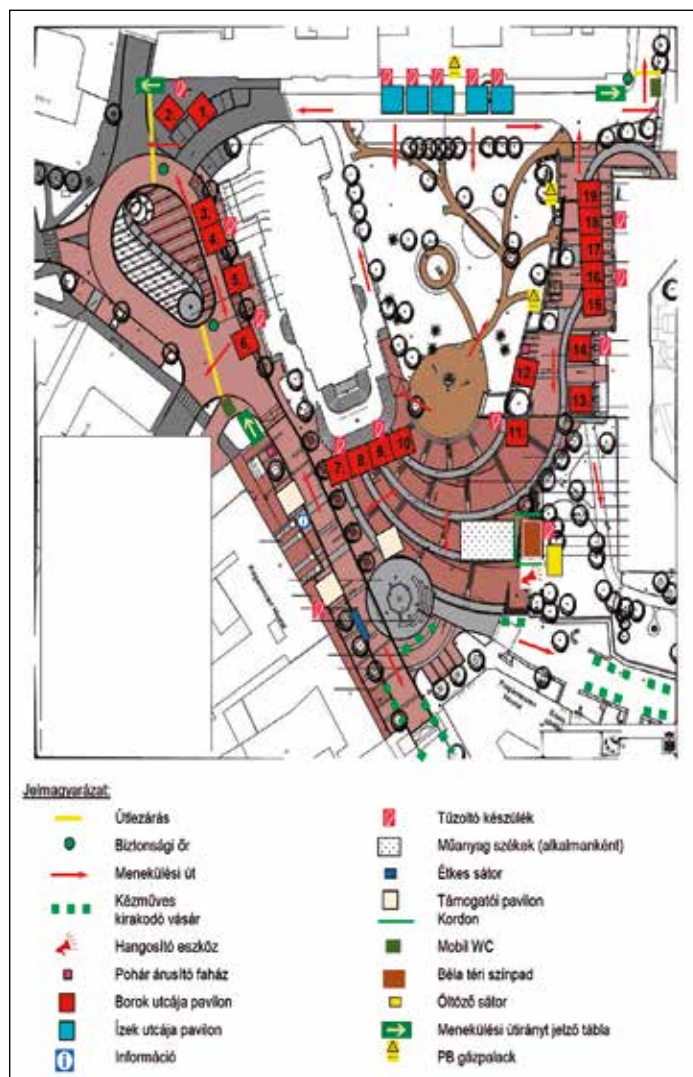 2.
1.
3.
4.
5.
6.
7.
8.
9.
10
11.
12.
13.
14.
15
16.
17.
18.
19.
Jelmagyarázat:
Útlezárás
Biztonsági őr
Menekülési út
Kézműves
kirakodó vásár
Hangosító eszköz
Pohár árusító faház
Borok utcája pavilon
Ízek utcája pavilon
Információ
Tűzoltó készülék
Műanyag székek (alkalmanként)
Étkes sátor
Támogatói pavilon
Kordon
Mobil WC
Béla téri színpad
Öltöző sátor
Menekülési útirányt jelző tábla
PB gázpalack